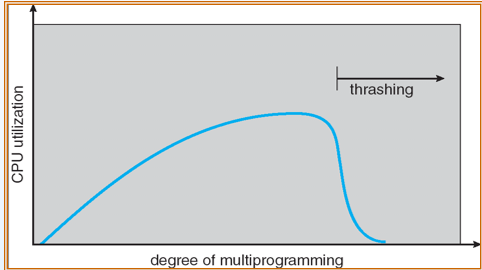 thrashing
CPU utilization
degree of multiprogramming